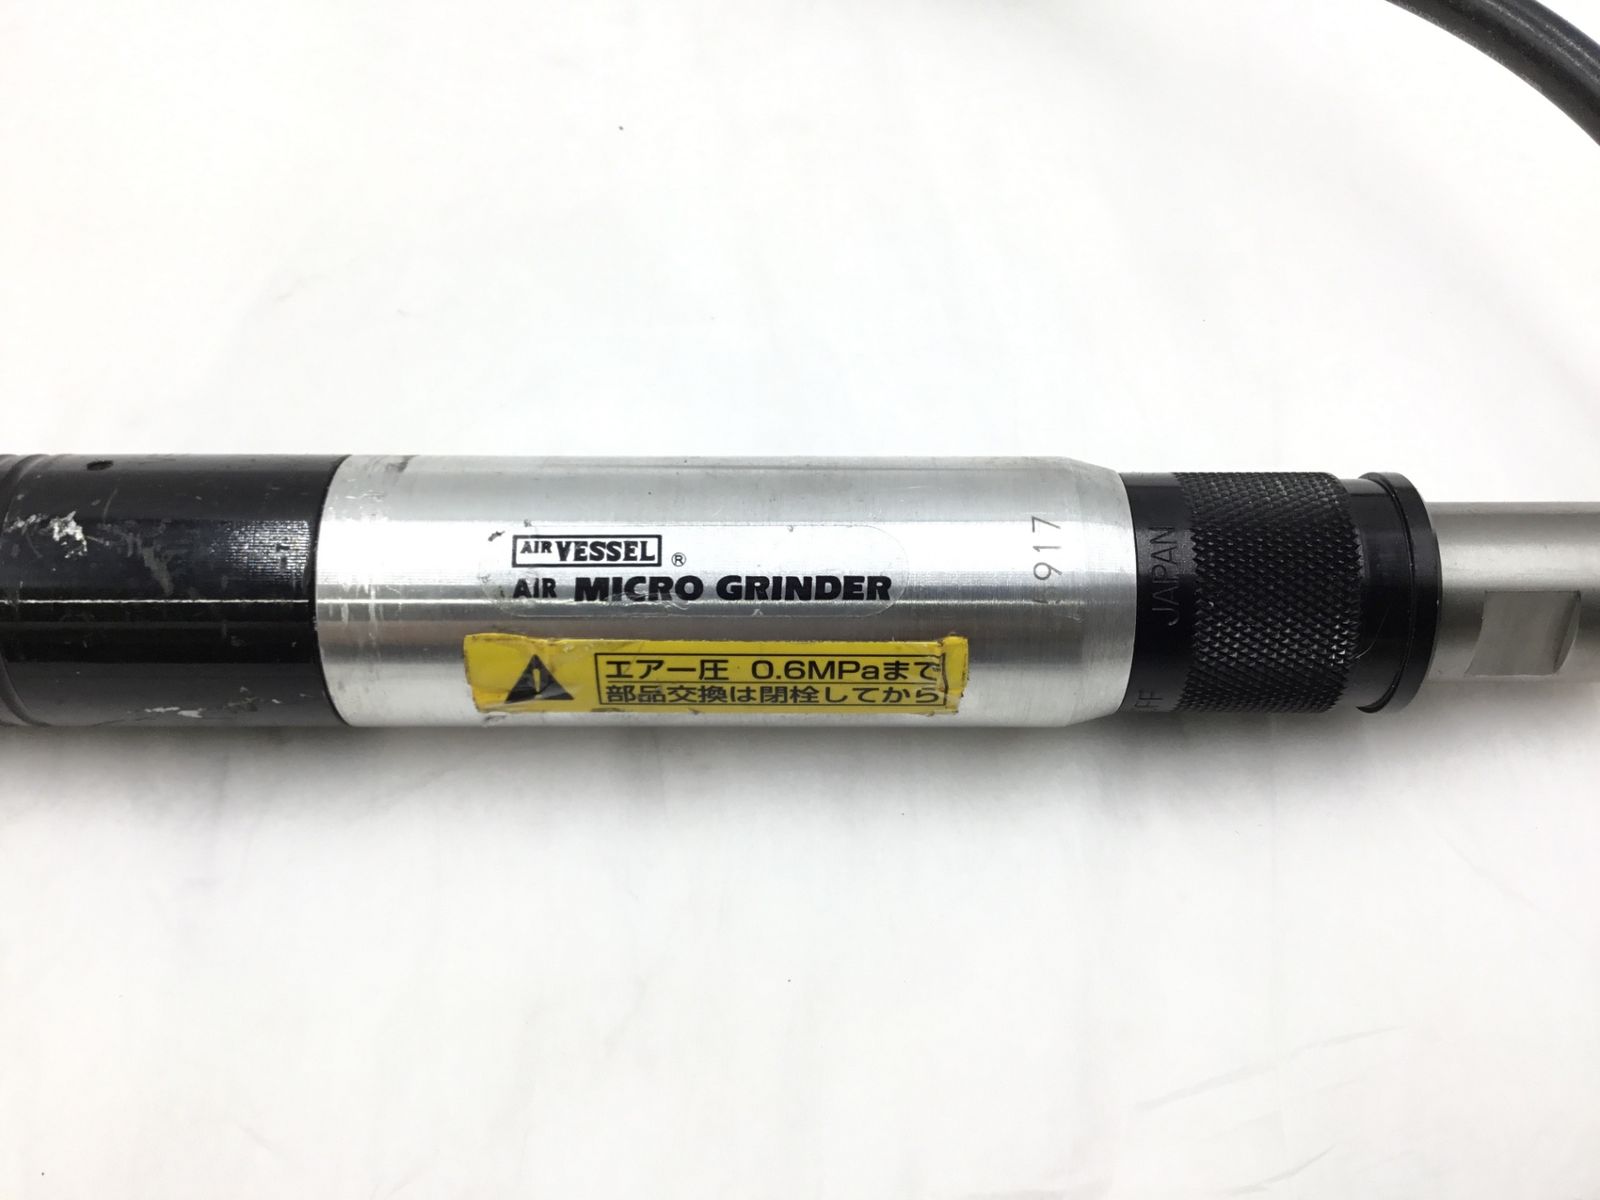 AIR VESSEL ®
AIR MICRO GRINDER
エアー圧 0.6MPaまで
部品交換は閉栓してから
917
JAPAN
FF